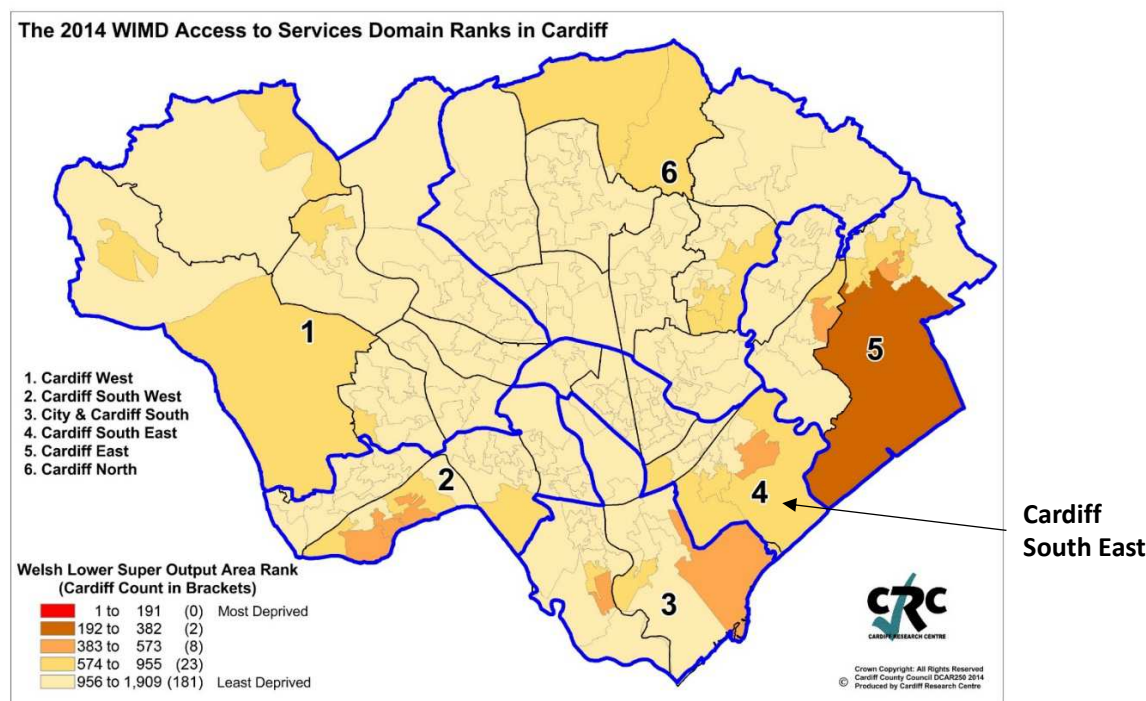 The 2014 WIMD Access to Services Domain Ranks in Cardiff
6
1
5
1. Cardiff West
2. Cardiff South West
3. City & Cardiff South
4. Cardiff South East
5. Cardiff East
6. Cardiff North
2
4
Cardiff
South East
3
Welsh Lower Super Output Area Rank
(Cardiff Count in Brackets)
1 to 191 (0) Most Deprived
192 to 382 (2)
383 to 573 (8)
574 to 955 (23)
956 to 1,909 (181) Least Deprived
CRC
CARDIFF RESEARCH CENTRE
Crown Copyright: All Rights Reserved
Cardiff County Council DCAR250 2014
© Produced by Cardiff Research Centre